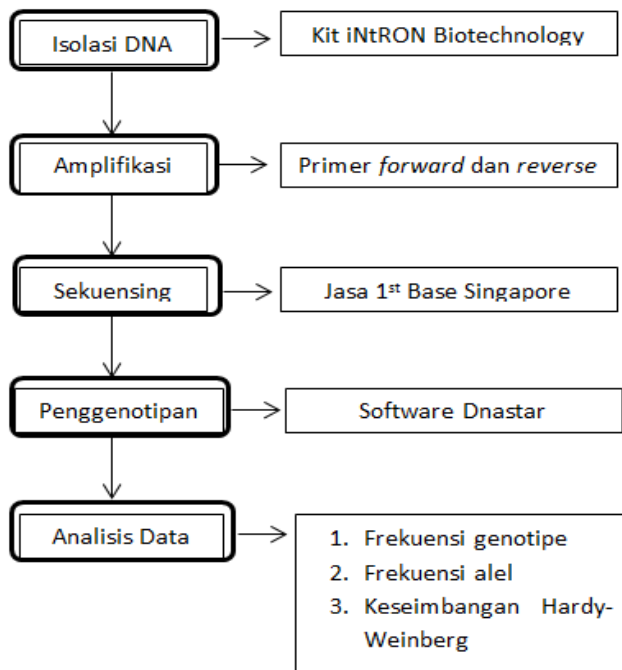 Isolasi DNA
Kit iNtRON Biotechnology
Amplifikasi
Primer forward dan reverse
Sekuensing
Jasa 1st Base Singapore
Penggenotipan
Software Dnastar
Analisis Data
1. Frekuensi genotipe
2. Frekuensi alel
3. Keseimbangan Hardy-
Weinberg